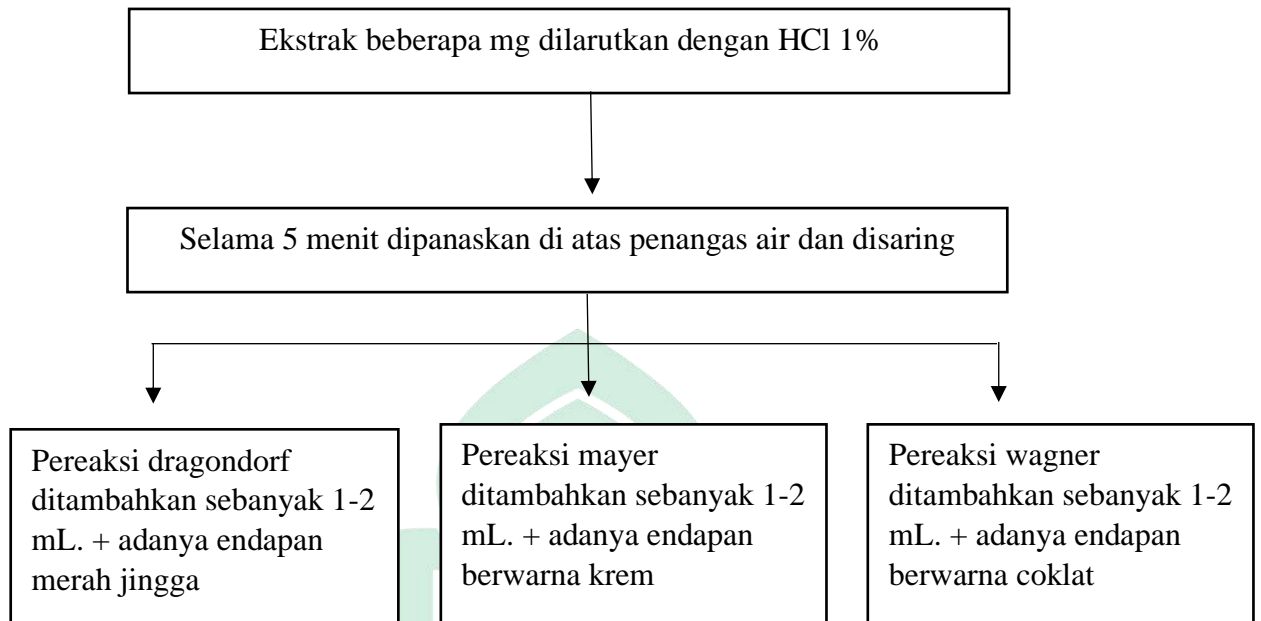 Ekstrak beberapa mg dilarutkan dengan HCl 1%
Selama 5 menit dipanaskan di atas penangas air dan disaring
Pereaksi dragondorf
ditambahkan sebanyak 1-2
mL. + adanya endapan
merah jingga
Pereaksi mayer
ditambahkan sebanyak 1-2
mL. + adanya endapan
berwarna krem
Pereaksi wagner
ditambahkan sebanyak 1-2
mL. + adanya endapan
berwarna coklat